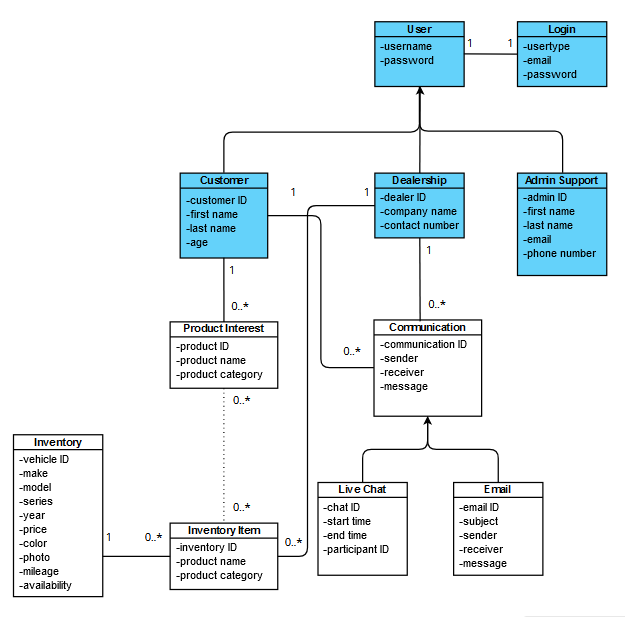 User
-username
-password
1
1
Login
-usertype
-email
-password
Customer
-customer ID
-first name
-last name
-age
1
1
Dealership
-dealer ID
-company name
-contact number
Admin Support
-admin ID
-first name
-last name
-email
-phone number
1
0..*
1
0..*
Product Interest
-product ID
-product name
-product category
0..*
Communication
-communication ID
-sender
-receiver
-message
0..*
0..*
Inventory
-vehicle ID
-make
-model
-series
-year
-price
-color
-photo
-mileage
-availability
1
0..*
Inventory Item
-inventory ID
-product name
-product category
0..*
Live Chat
-chat ID
-start time
-end time
-participant ID
Email
-email ID
-subject
-sender
-receiver
-message